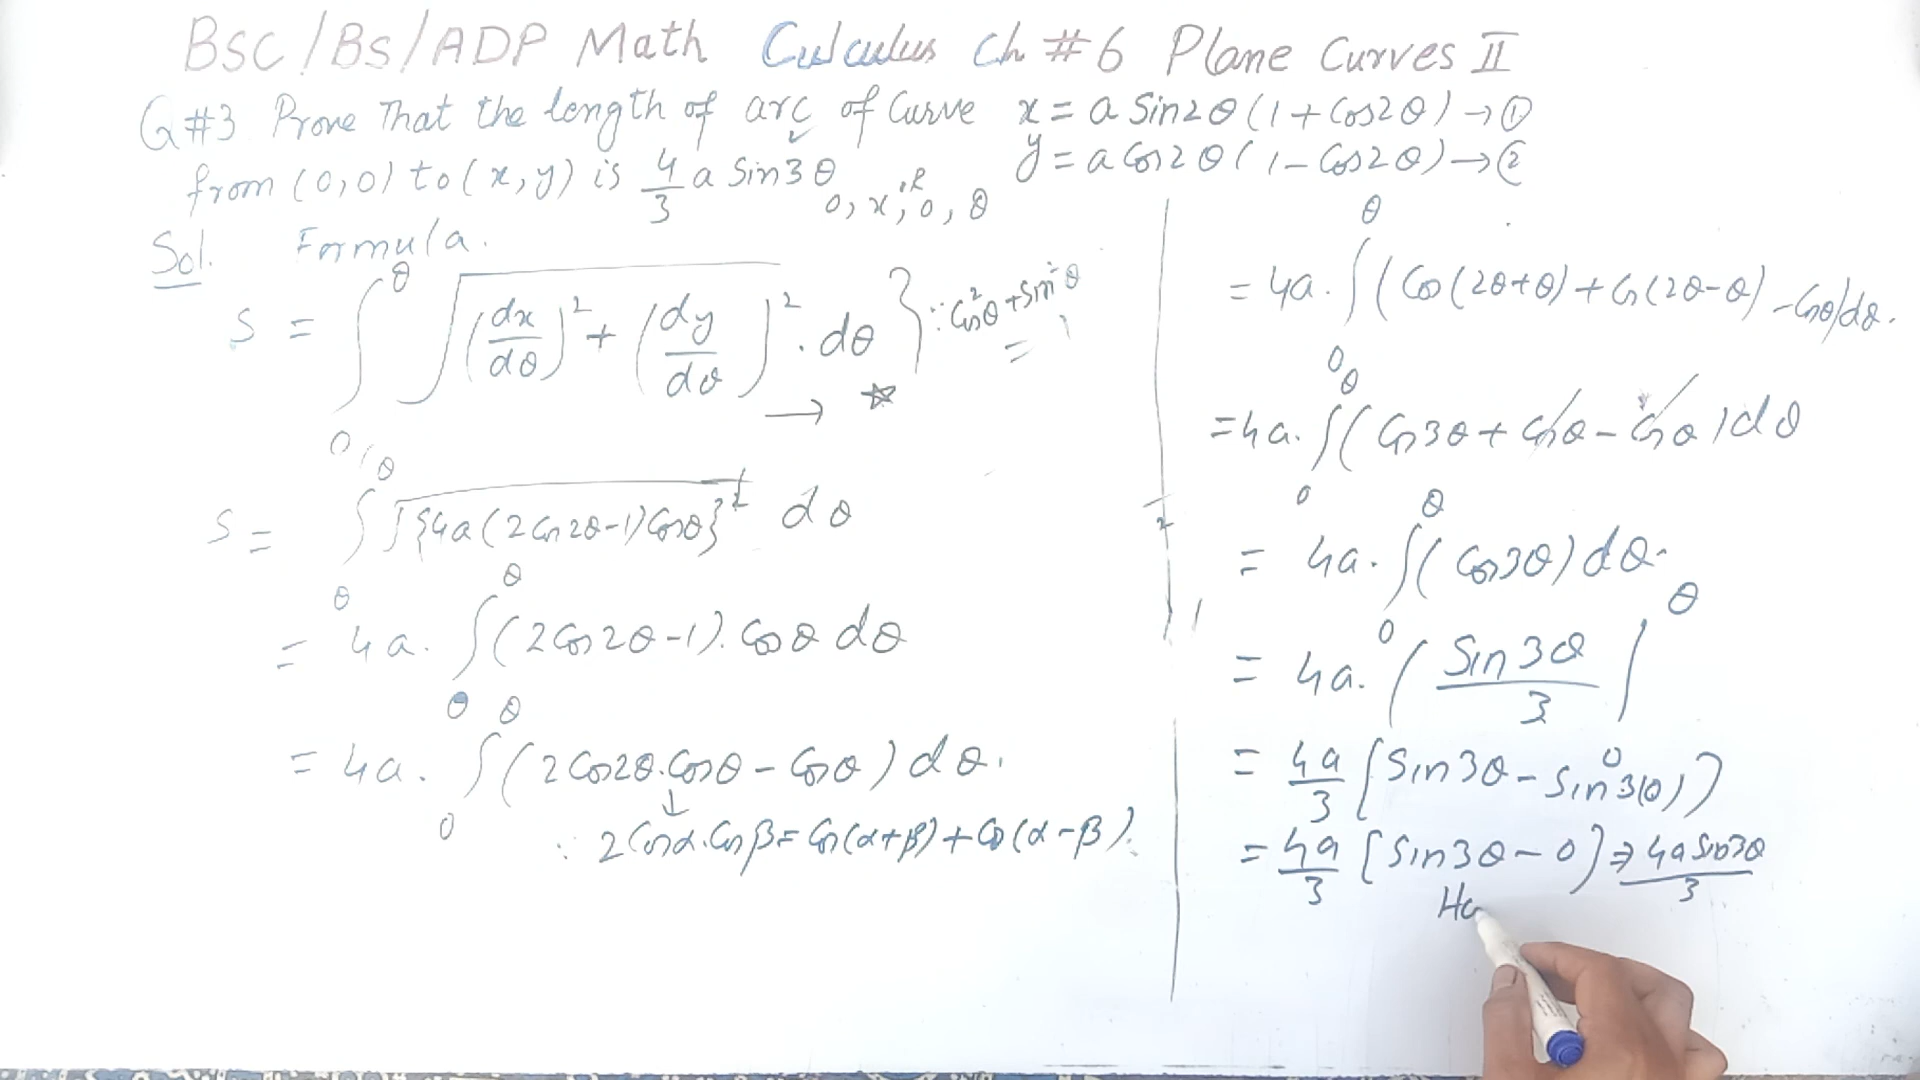 BSC/BS/ADP Math Calculus Ch #6 Plane Curves II
Q#3 Prove That the length of arc of Curve x = a Sin2θ(1+Cos2θ) → ①
from (0,0) to (x,y) is 4/3 a Sin3θ y = a Cos2θ(1-Cos2θ) → ②
0, x, 0, θ
Sol. Formula.
S = ∫₀^θ √((dx/dθ)² + (dy/dθ)²) . dθ } ∵ Cos²θ + Sin²θ = 1
→ ☆
S = ∫₀^θ √{4a(2Cos2θ-1)Cosθ}² dθ
= 4a. ∫₀^θ (2Cos2θ-1). Cosθ dθ
= 4a. ∫₀^θ (2Cos2θ.Cosθ - Cosθ) dθ.
∵ 2Cosα.Cosβ = Cos(α+β) + Cos(α-β).
= 4a. ∫₀^θ (Cos(2θ+θ) + Cos(2θ-θ) - Cosθ)dθ.
= 4a. ∫₀^θ (Cos3θ + Cosθ - Cosθ)dθ
= 4a. ∫₀^θ (Cos3θ) dθ.
= 4a. (Sin3θ/3)|₀^θ
= 4a/3 [Sin3θ - Sin3(0)]
= 4a/3 [Sin3θ - 0] ⇒ 4a Sin3θ/3
Ha